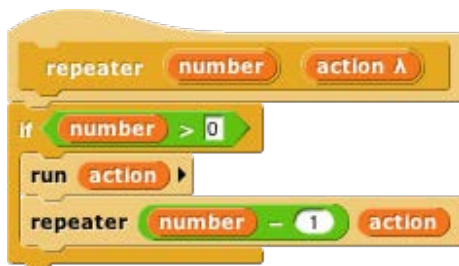 repeater number action λ
if number > 0
run action
repeater number - 1 action